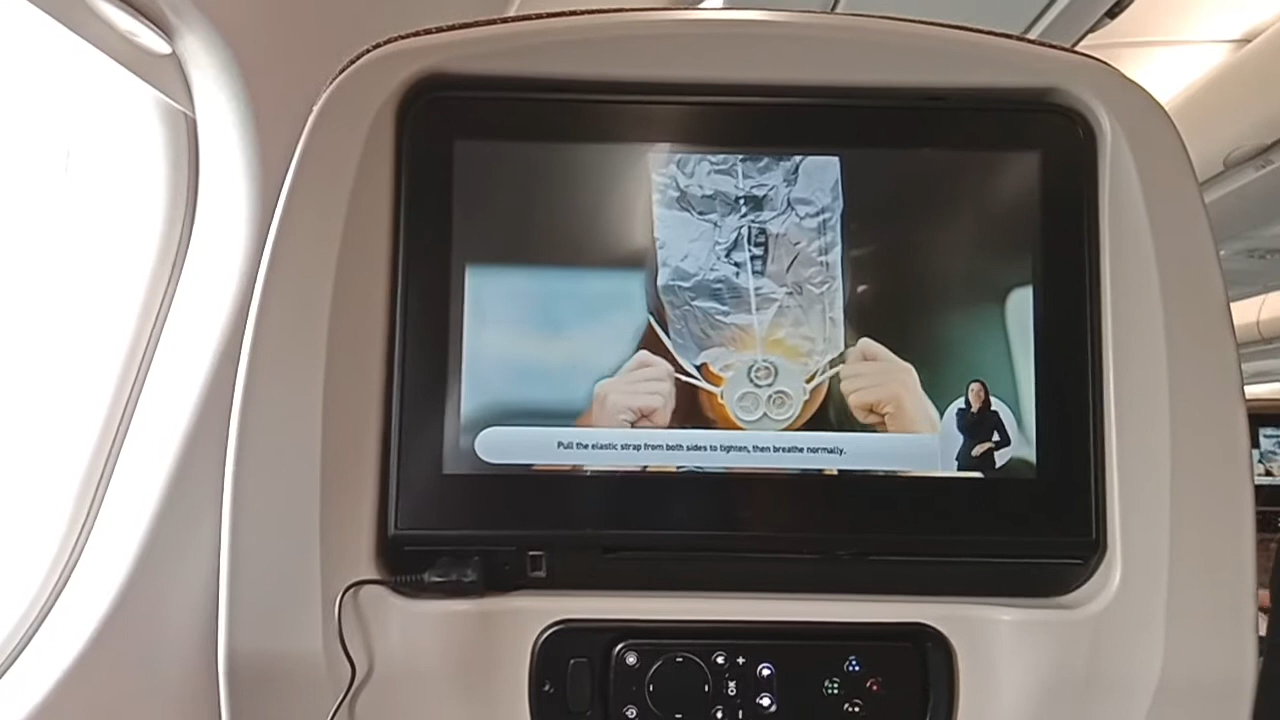 Pull the elastic strap from both sides to tighten, then breathe normally.
OK